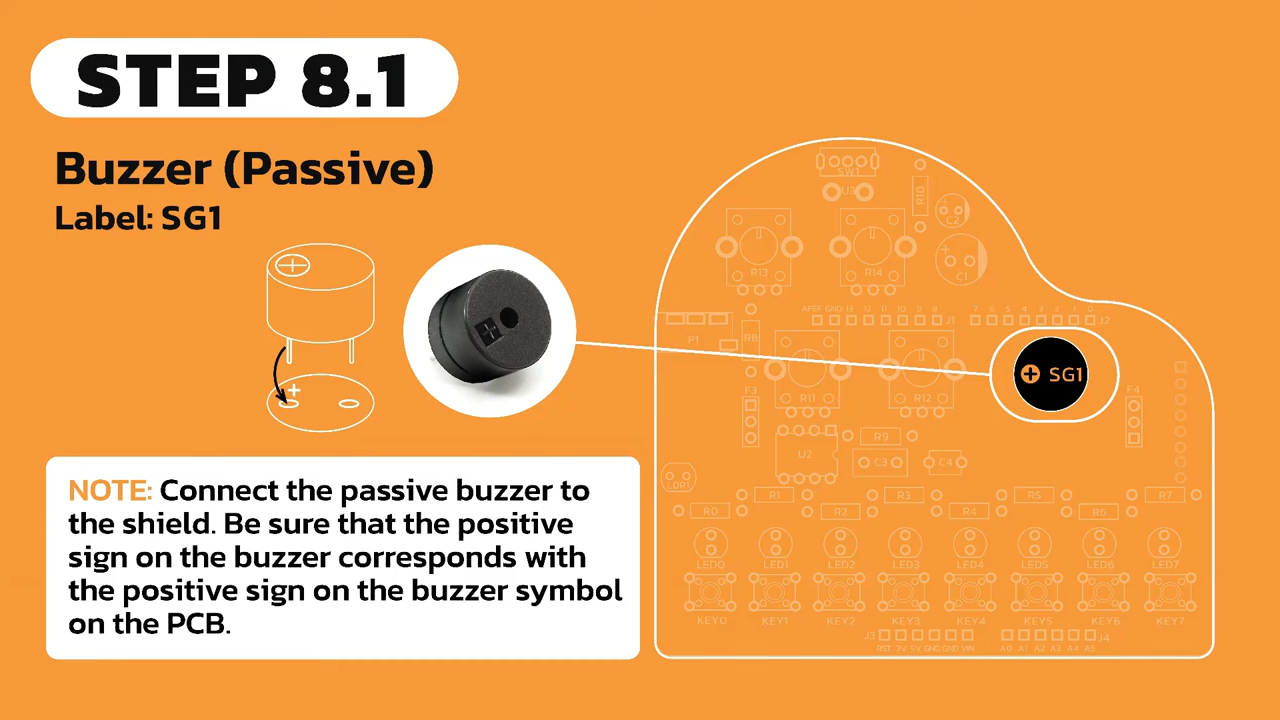 STEP 8.1
Buzzer (Passive)
Label: SG1
NOTE: Connect the passive buzzer to
the shield. Be sure that the positive
sign on the buzzer corresponds with
the positive sign on the buzzer symbol
on the PCB.
SW1
U3
R10
C2
C1
R13
R14
AREF GND 13 12 11 10 9 8 J1
7 6 5 4 3 2 1 0 J2
P1
R8
SG1
R11
R12
F3
F4
R9
U2
C3
C4
LDR1
R1
R3
R5
R7
R0
R2
R4
R6
LED0 LED1 LED2 LED3 LED4 LED5 LED6 LED7
KEY0 KEY1 KEY2 KEY3 KEY4 KEY5 KEY6 KEY7
J3
J4
RST 3V 5V GND GND VIN
A0 A1 A2 A3 A4 A5